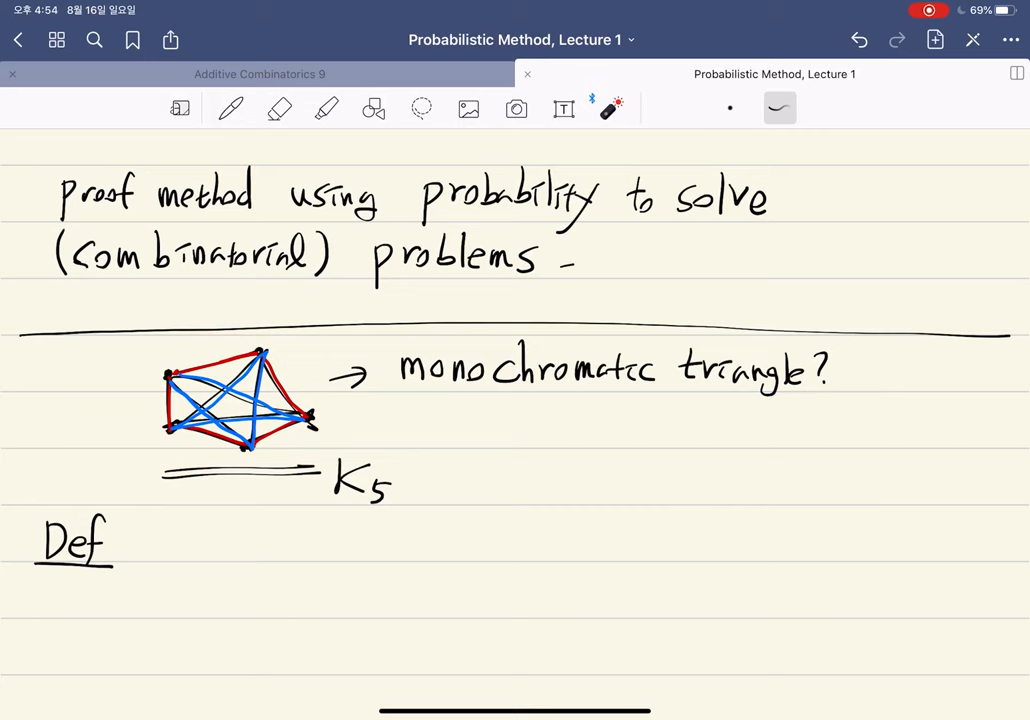 오후 4:54 8월 16일 일요일
69%
Probabilistic Method, Lecture 1
Additive Combinatorics 9
Probabilistic Method, Lecture 1
proof method using probability to solve
(combinatorial) problems -
→ monochromatic triangle?
K5
Def